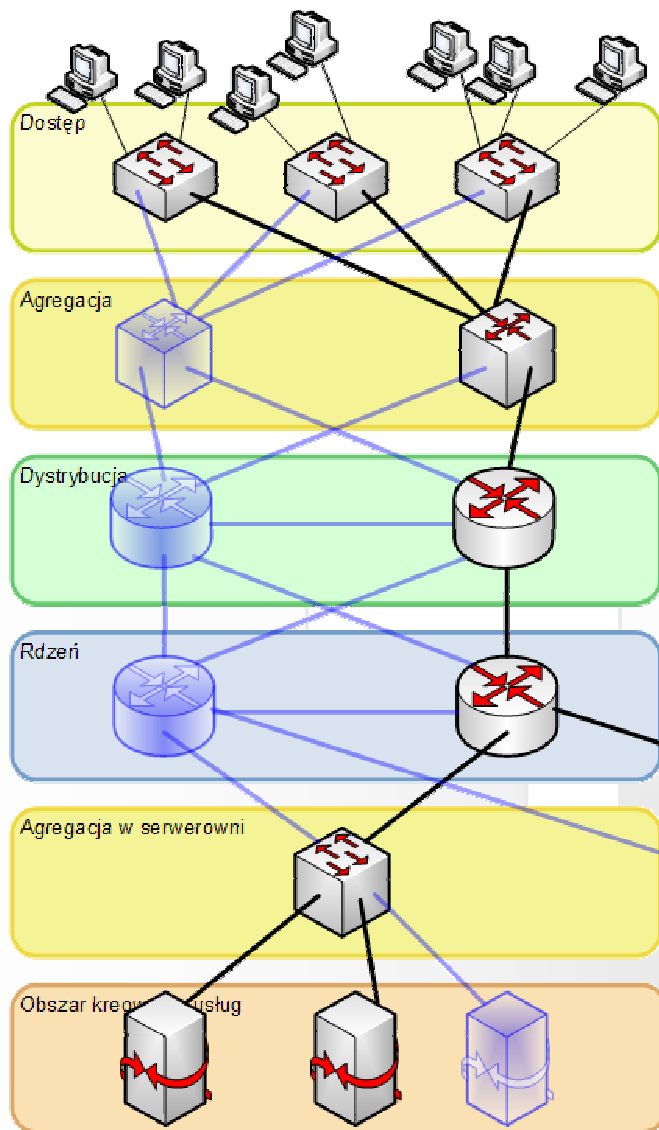 Dostęp
Agregacja
Dystrybucja
Rdzeń
Agregacja w serwerowni
Obszar usług